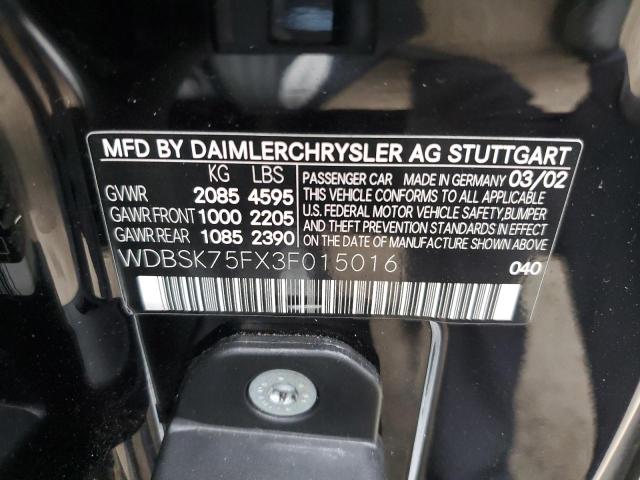 MFD BY DAIMLERCHRYSLER AG STUTTGART
KG LBS
GVWR 2085 4595
GAWR FRONT 1000 2205
GAWR REAR 1085 2390
PASSENGER CAR MADE IN GERMANY 03/02
THIS VEHICLE CONFORMS TO ALL APPLICABLE
U.S. FEDERAL MOTOR VEHICLE SAFETY, BUMPER
AND THEFT PREVENTION STANDARDS IN EFFECT
ON THE DATE OF MANUFACTURE SHOWN ABOVE.
WDBSK75FX3F015016
040